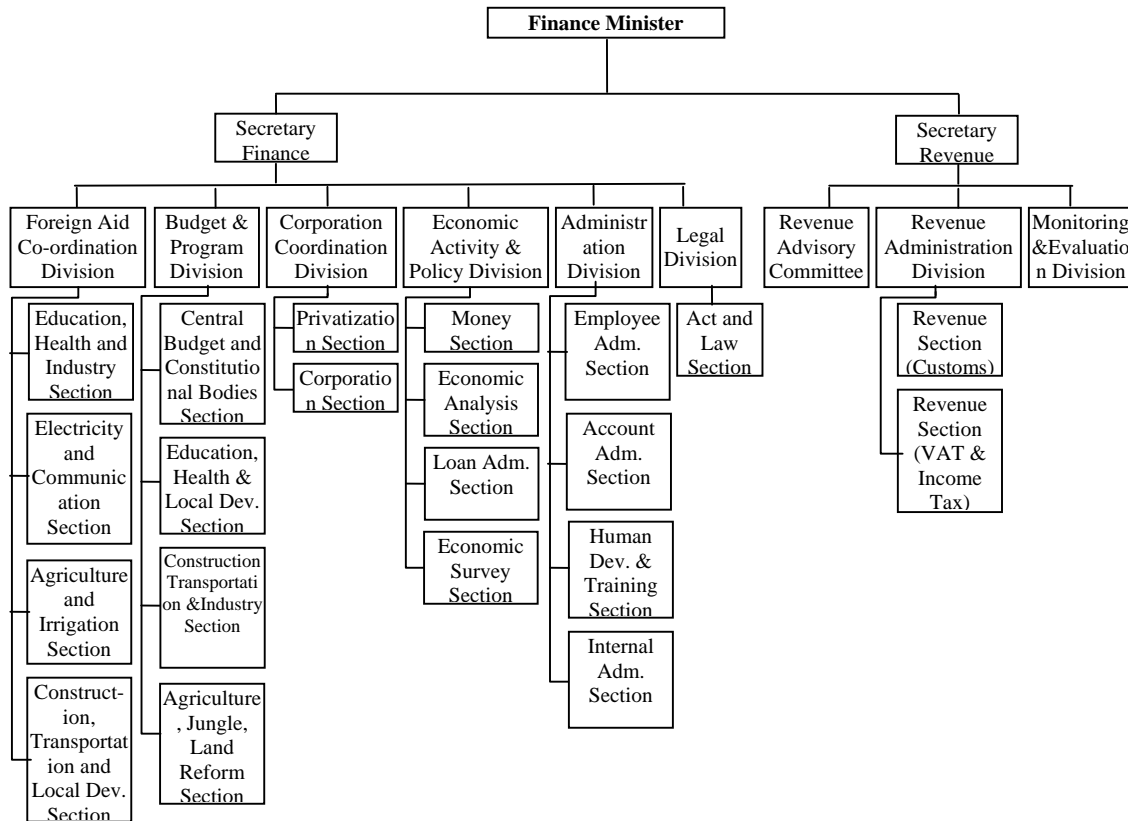 Finance Minister
Secretary
Finance
Secretary
Revenue
Foreign Aid
Co-ordination
Division
Budget &
Program
Division
Corporation
Coordination
Division
Economic
Activity &
Policy Division
Administr
ation
Division
Legal
Division
Revenue
Advisory
Committee
Revenue
Administration
Division
Monitoring
&Evaluatio
n Division
Education,
Health and
Industry
Section
Electricity
and
Communic
ation
Section
Agriculture
and
Irrigation
Section
Construct-
ion,
Transportat
ion and
Local Dev.
Section
Central
Budget and
Constitutio
nal Bodies
Section
Education,
Health &
Local Dev.
Section
Construction
Transportati
on &Industry
Section
Agriculture
, Jungle,
Land
Reform
Section
Privatizatio
n Section
Corporatio
n Section
Money
Section
Economic
Analysis
Section
Loan Adm.
Section
Economic
Survey
Section
Employee
Adm.
Section
Account
Adm.
Section
Human
Dev. &
Training
Section
Internal
Adm.
Section
Act and
Law
Section
Revenue
Section
(Customs)
Revenue
Section
(VAT &
Income
Tax)